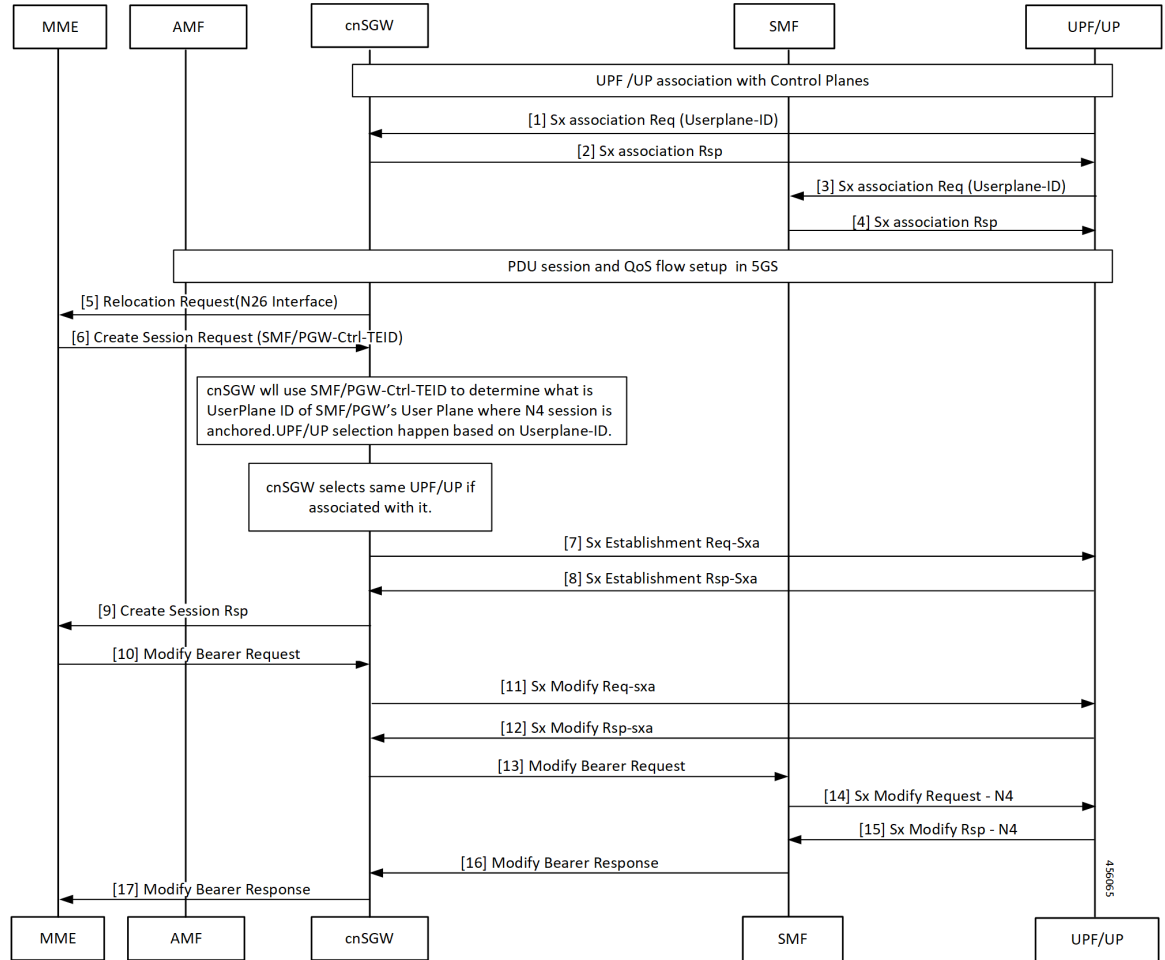 MME
AMF
cnSGW
SMF
UPF/UP
UPF /UP association with Control Planes
[1] Sx association Req (Userplane-ID)
[2] Sx association Rsp
[3] Sx association Req (Userplane-ID)
[4] Sx association Rsp
PDU session and QoS flow setup in 5GS
[5] Relocation Request(N26 Interface)
[6] Create Session Request (SMF/PGW-Ctrl-TEID)
cnSGW wll use SMF/PGW-Ctrl-TEID to determine what is
UserPlane ID of SMF/PGW's User Plane where N4 session is
anchored.UPF/UP selection happen based on Userplane-ID.
cnSGW selects same UPF/UP if
associated with it.
[7] Sx Establishment Req-Sxa
[8] Sx Establishment Rsp-Sxa
[9] Create Session Rsp
[10] Modify Bearer Request
[11] Sx Modify Req-sxa
[12] Sx Modify Rsp-sxa
[13] Modify Bearer Request
[14] Sx Modify Request - N4
[15] Sx Modify Rsp - N4
[16] Modify Bearer Response
456065
[17] Modify Bearer Response
MME
AMF
cnSGW
SMF
UPF/UP